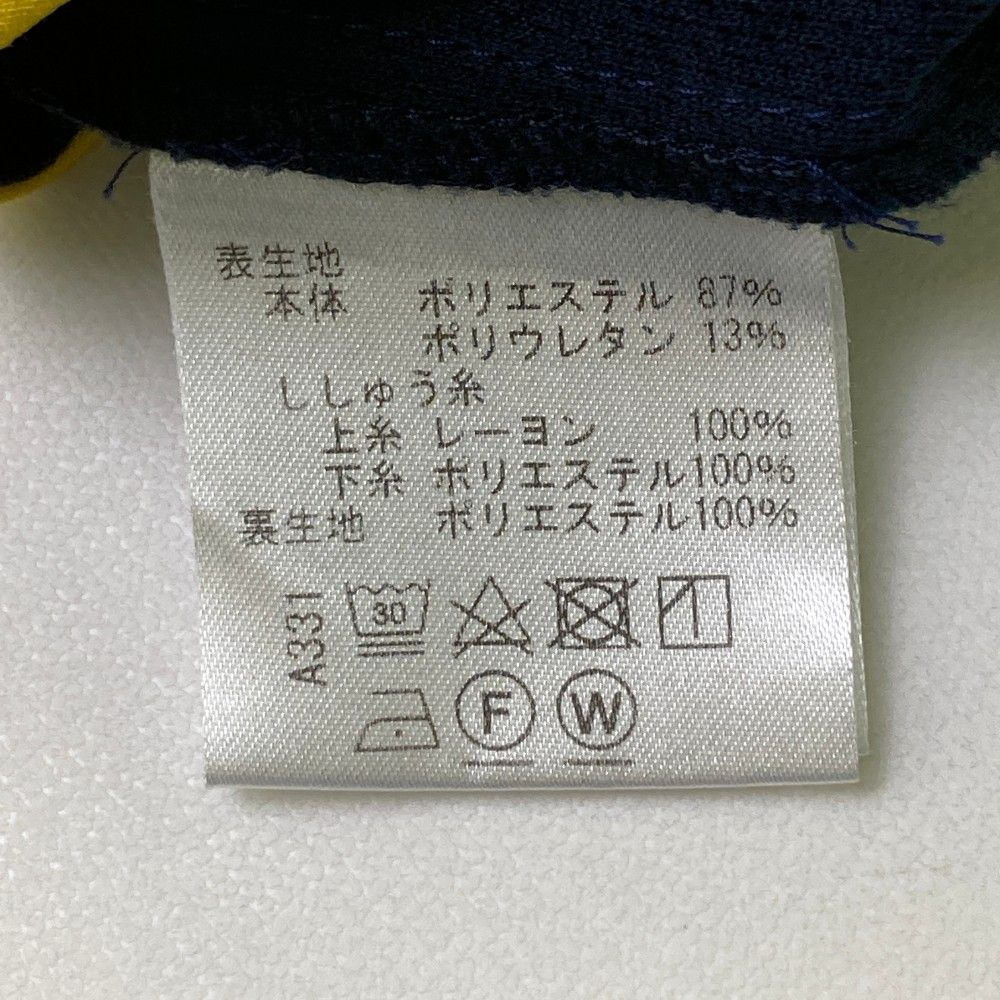 表生地
本体 ポリエステル 87%
ポリウレタン 13%
ししゅう糸
上糸 レーヨン 100%
下糸 ポリエステル100%
裏生地 ポリエステル100%
A331
30
F W